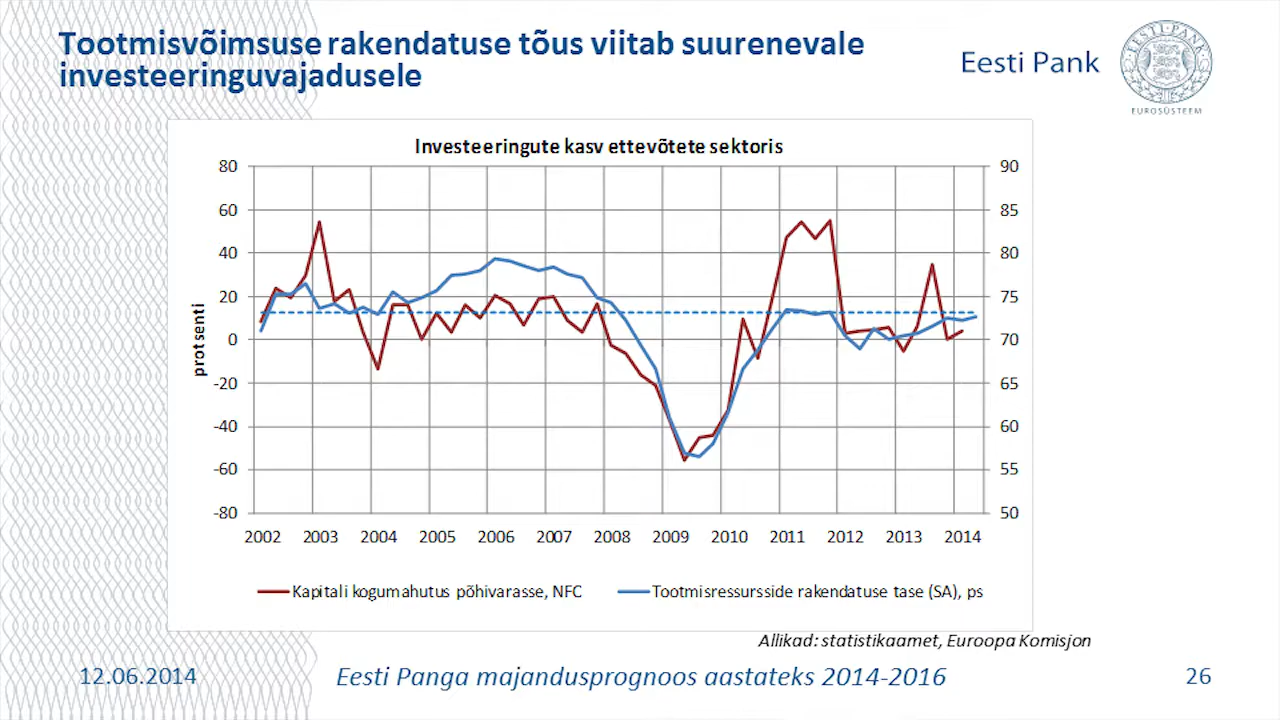 Tootmisvõimsuse rakendatuse tõus viitab suurenevale
investeeringuvajadusele
Eesti Pank
EESTI·PANK
EUROSÜSTEEM
Investeeringute kasv ettevõtete sektoris
protsenti
80
60
40
20
0
-20
-40
-60
-80
90
85
80
75
70
65
60
55
50
2002 2003 2004 2005 2006 2007 2008 2009 2010 2011 2012 2013 2014
Kapitali kogumahutus põhivarasse, NFC
Tootmisressursside rakendatuse tase (SA), ps
Allikad: statistikaamet, Euroopa Komisjon
12.06.2014
Eesti Panga majandusprognoos aastateks 2014-2016
26